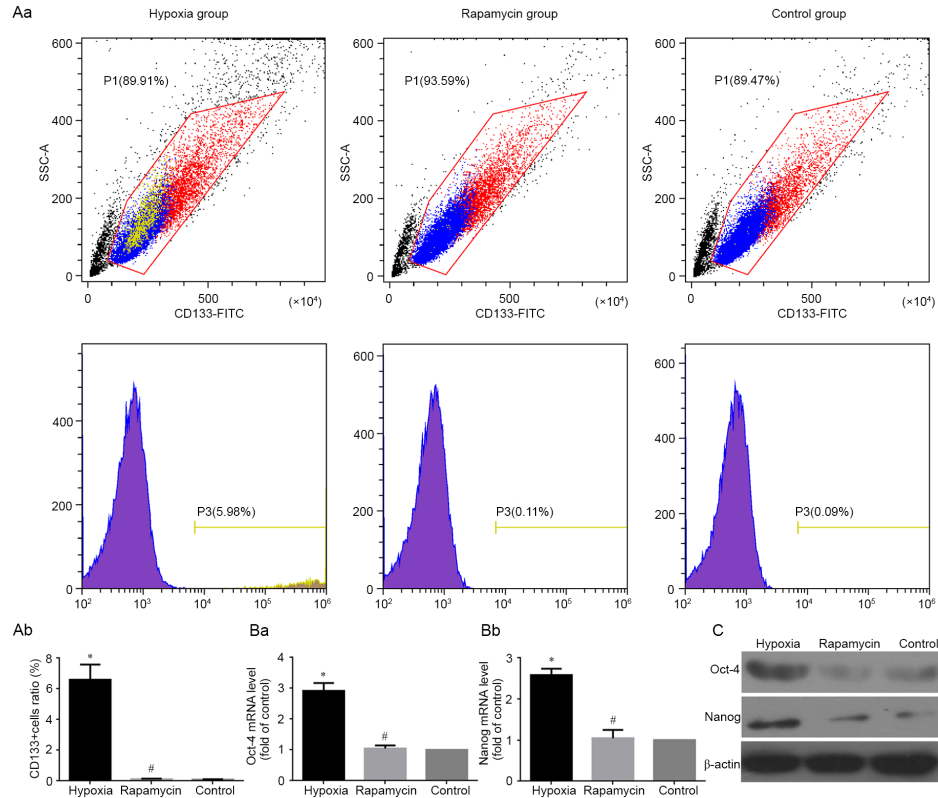 Aa
Hypoxia group
Rapamycin group
Control group
600
400
200
0
SSC-A
P1(89.91%)
0
500
(×10⁴)
CD133-FITC
600
400
200
0
SSC-A
P1(93.59%)
0
500
(×10⁴)
CD133-FITC
600
400
200
0
SSC-A
P1(89.47%)
0
500
(×10⁴)
CD133-FITC
400
200
0
P3(5.98%)
10² 10³ 10⁴ 10⁵ 10⁶
600
400
200
0
P3(0.11%)
10² 10³ 10⁴ 10⁵ 10⁶
600
400
200
0
P3(0.09%)
10² 10³ 10⁴ 10⁵ 10⁶
Ab
CD133+cells ratio (%)
8
6
4
2
0
*
#
Hypoxia Rapamycin Control
Ba
Oct-4 mRNA level
(fold of control)
4
3
2
1
0
*
#
Hypoxia Rapamycin Control
Bb
Nanog mRNA level
(fold of control)
3
2
1
0
*
#
Hypoxia Rapamycin Control
C
Hypoxia Rapamycin Control
Oct-4
Nanog
β-actin